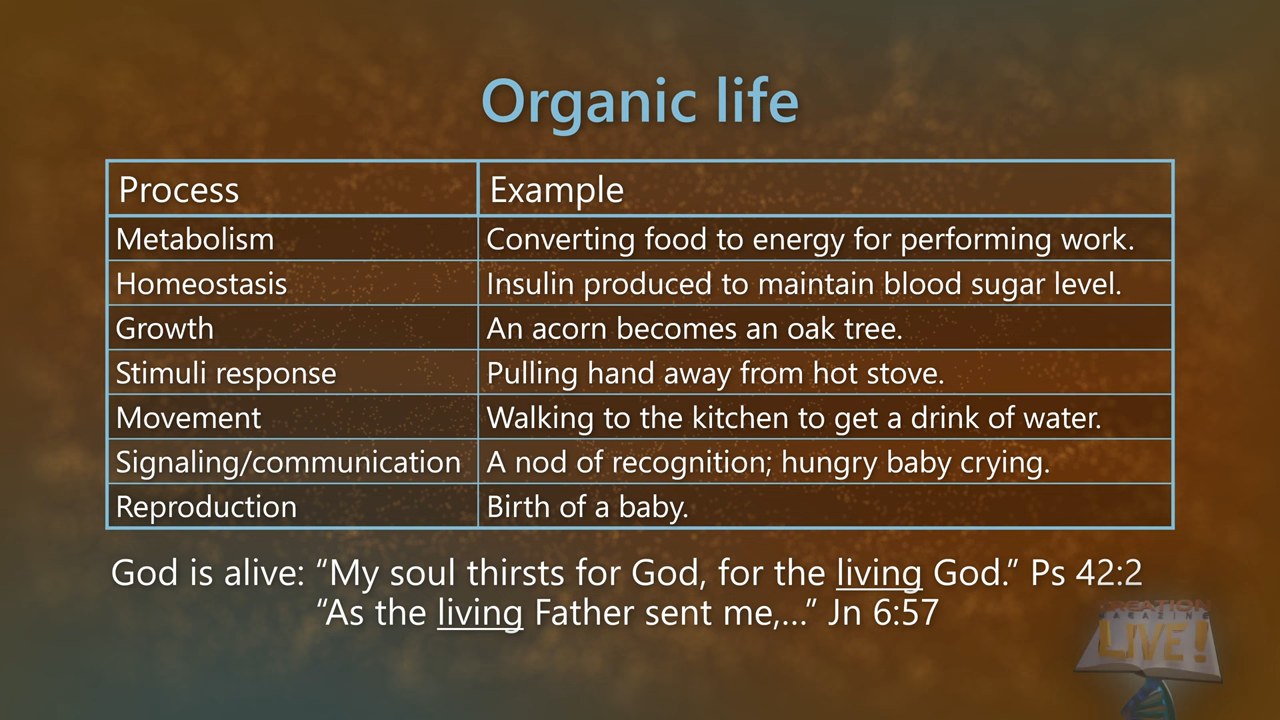 Organic life
Process Example
Metabolism Converting food to energy for performing work.
Homeostasis Insulin produced to maintain blood sugar level.
Growth An acorn becomes an oak tree.
Stimuli response Pulling hand away from hot stove.
Movement Walking to the kitchen to get a drink of water.
Signaling/communication A nod of recognition; hungry baby crying.
Reproduction Birth of a baby.
God is alive: “My soul thirsts for God, for the living God.” Ps 42:2
“As the living Father sent me,...” Jn 6:57
CREATION
MAGAZINE
LIVE!